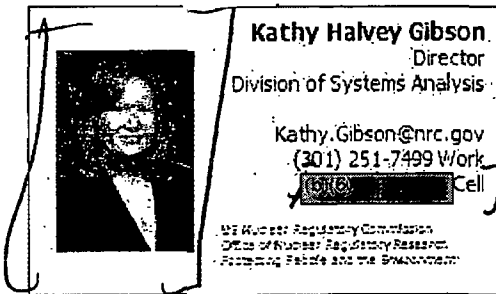 Kathy Halvey Gibson
Director
Division of Systems Analysis
Kathy.Gibson@nrc.gov
(301) 251-7499 Work
(b)(6) Cell
US Nuclear Regulatory Commission
Office of Nuclear Regulatory Research
Protecting People and the Environment